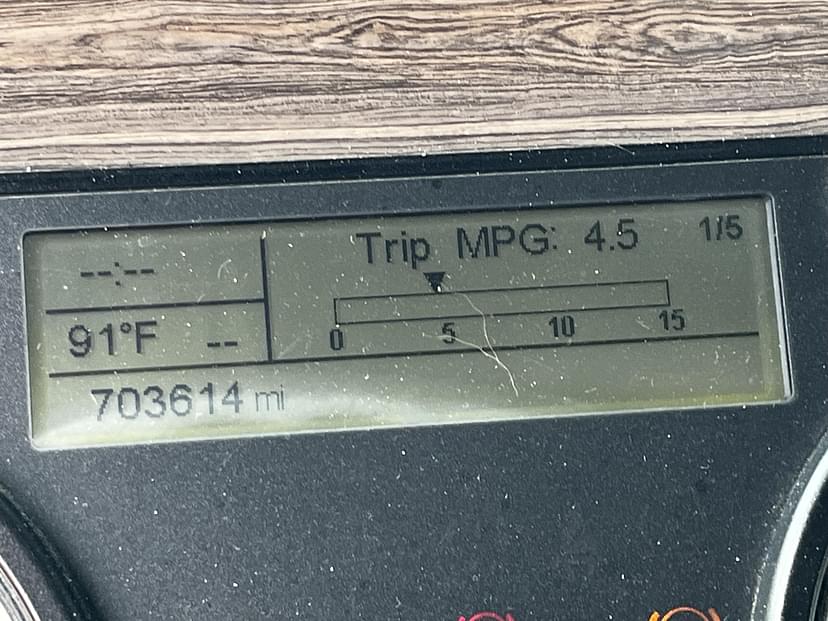 --:--
Trip MPG: 4.5
1/5
0 5 10 15
91°F --
703614 mi